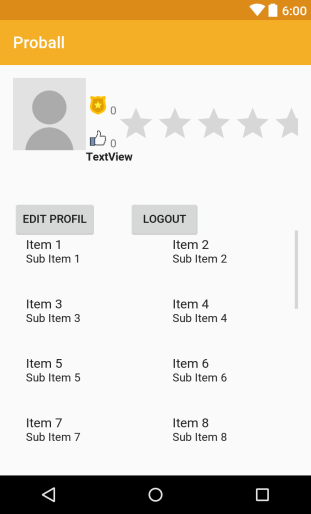 6:00
Proball
0
0
TextView
EDIT PROFIL LOGOUT
Item 1 Item 2
Sub Item 1 Sub Item 2
Item 3 Item 4
Sub Item 3 Sub Item 4
Item 5 Item 6
Sub Item 5 Sub Item 6
Item 7 Item 8
Sub Item 7 Sub Item 8